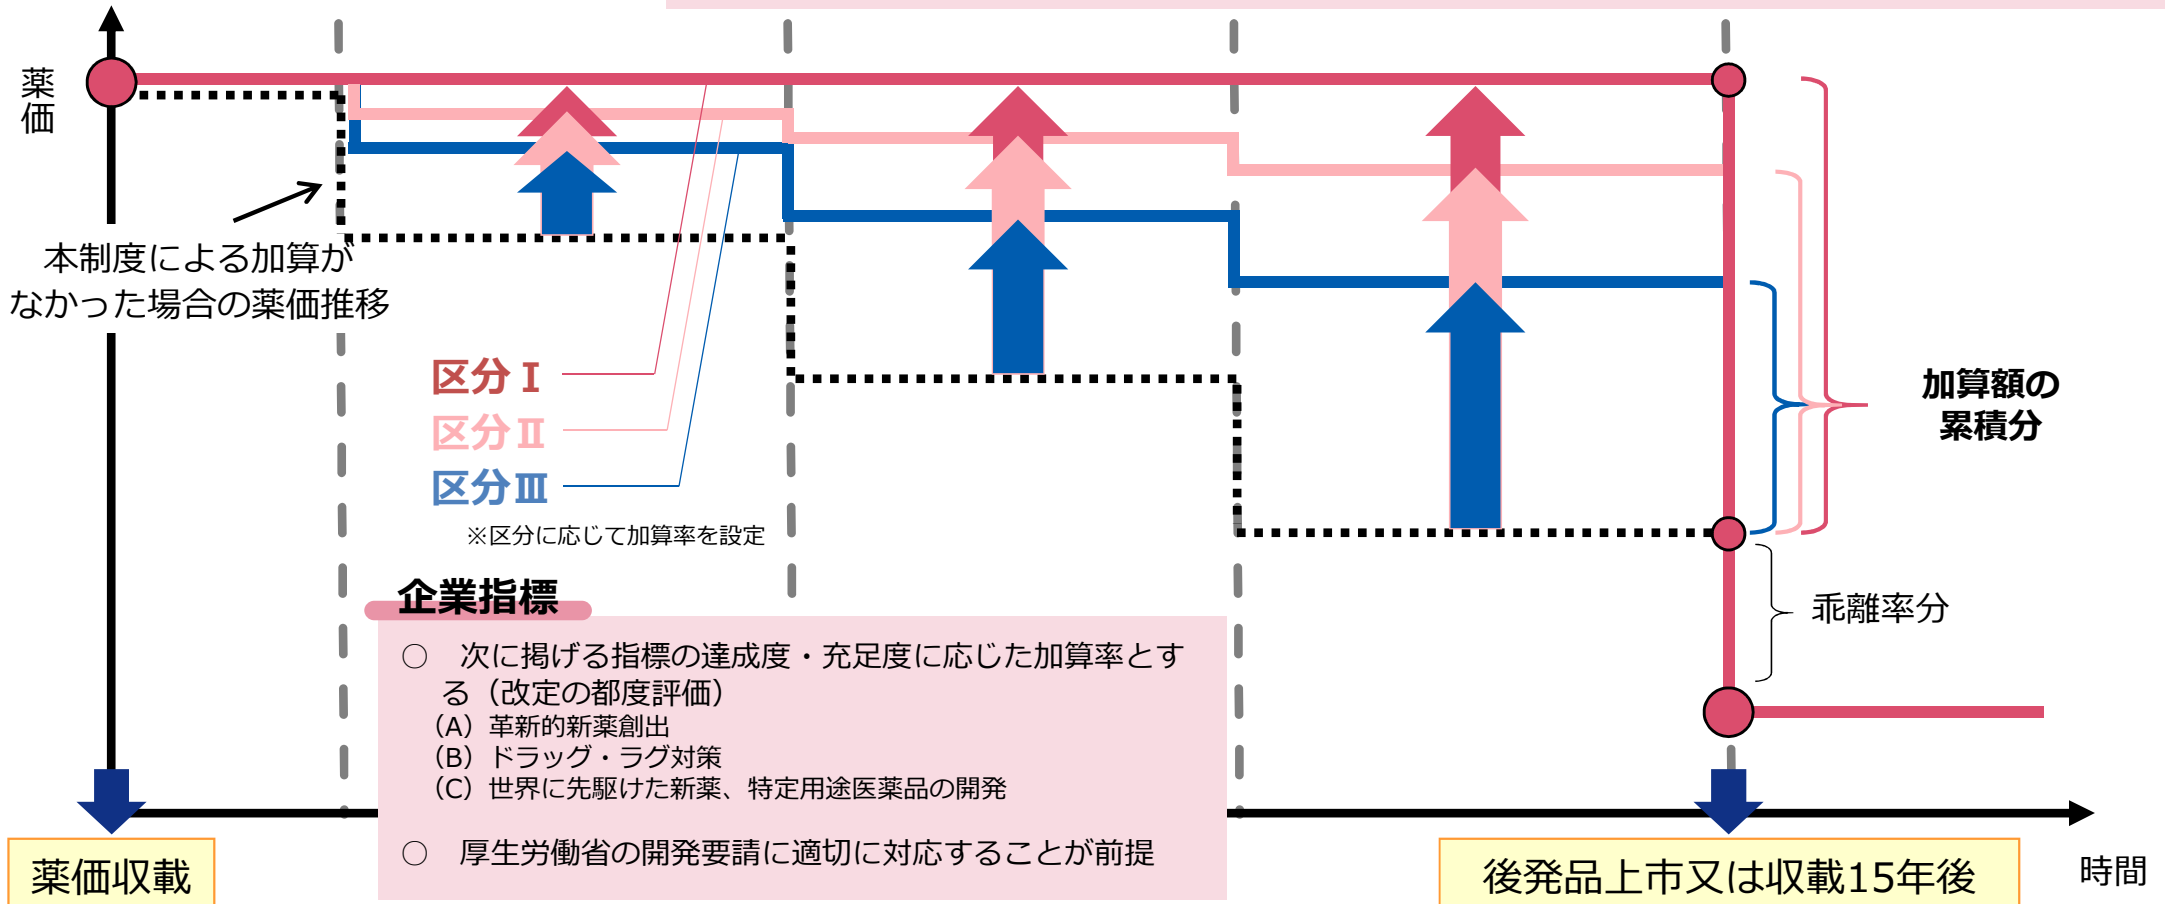 薬価
本制度による加算が
なかった場合の薬価推移
区分Ⅰ
区分Ⅱ
区分Ⅲ
※区分に応じて加算率を設定
加算額の
累積分
乖離率分
企業指標
○　次に掲げる指標の達成度・充足度に応じた加算率とす
る（改定の都度評価）
（A）革新的新薬創出
（B）ドラッグ・ラグ対策
（C）世界に先駆けた新薬、特定用途医薬品の開発
○　厚生労働省の開発要請に適切に対応することが前提
薬価収載
後発品上市又は収載15年後
時間